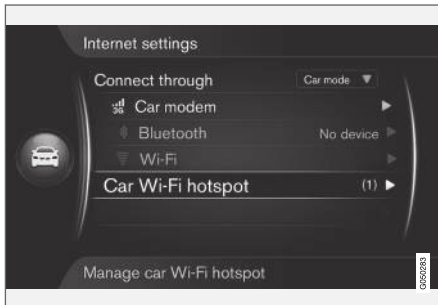 Internet settings
Connect through Car mode
3G Car modem
Bluetooth No device
Wi-Fi
Car Wi-Fi hotspot (1)
Manage car Wi-Fi hotspot
G050283